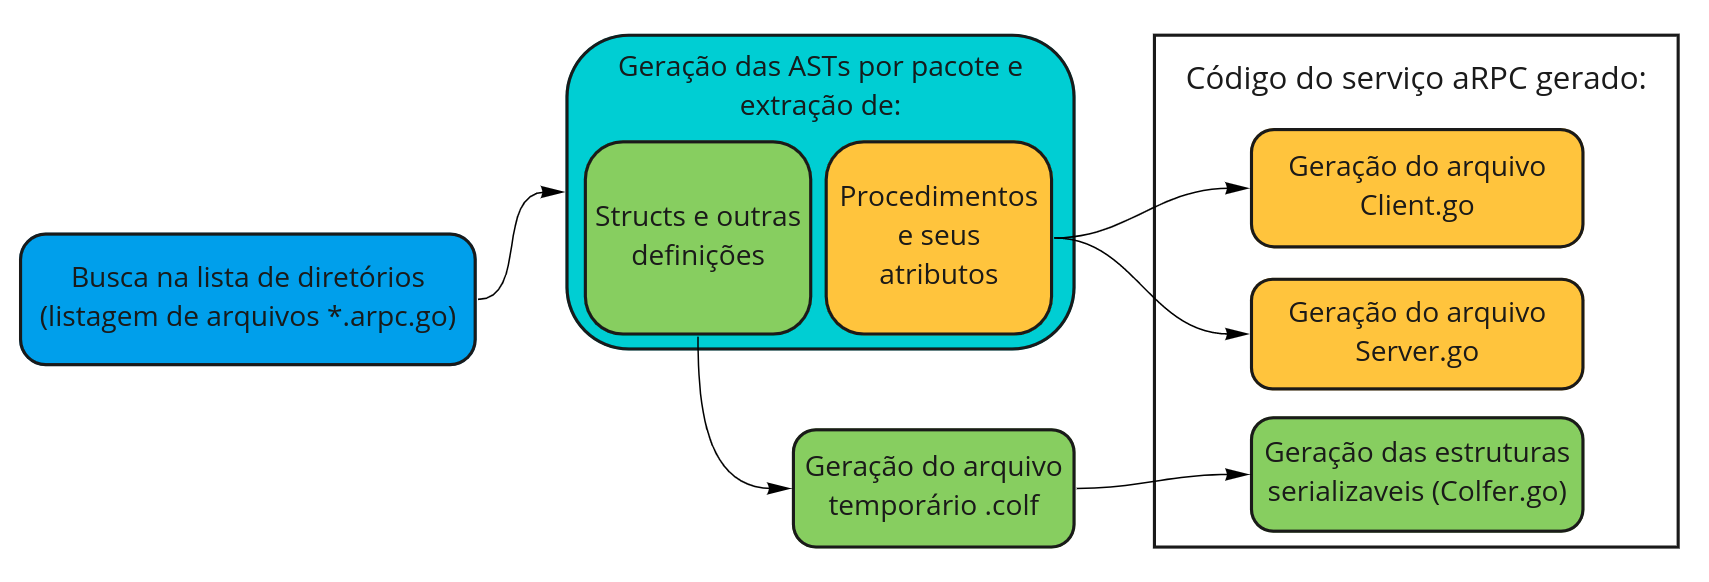 Busca na lista de diretórios
(listagem de arquivos *.arpc.go)
Geração das ASTs por pacote e
extração de:
Structs e outras
definições
Procedimentos
e seus
atributos
Geração do arquivo
temporário .colf
Código do serviço aRPC gerado:
Geração do arquivo
Client.go
Geração do arquivo
Server.go
Geração das estruturas
serializaveis (Colfer.go)